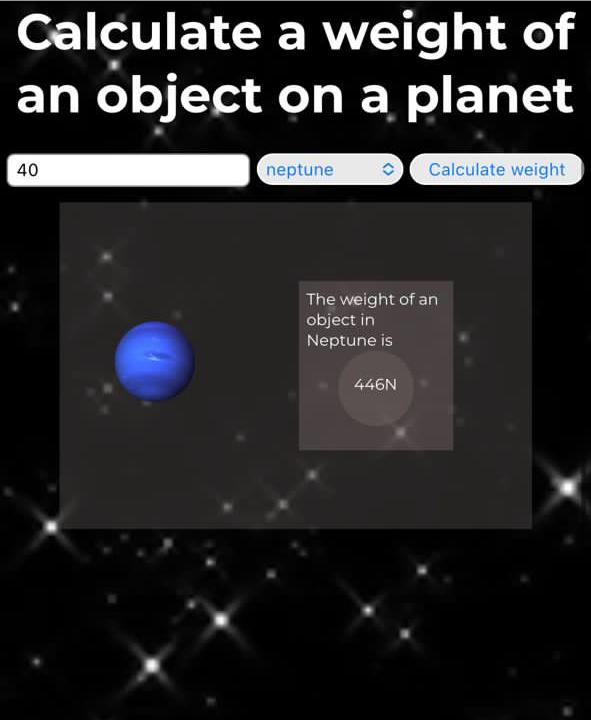 Calculate a weight of
an object on a planet
40
neptune
Calculate weight
The weight of an
object in
Neptune is
446N